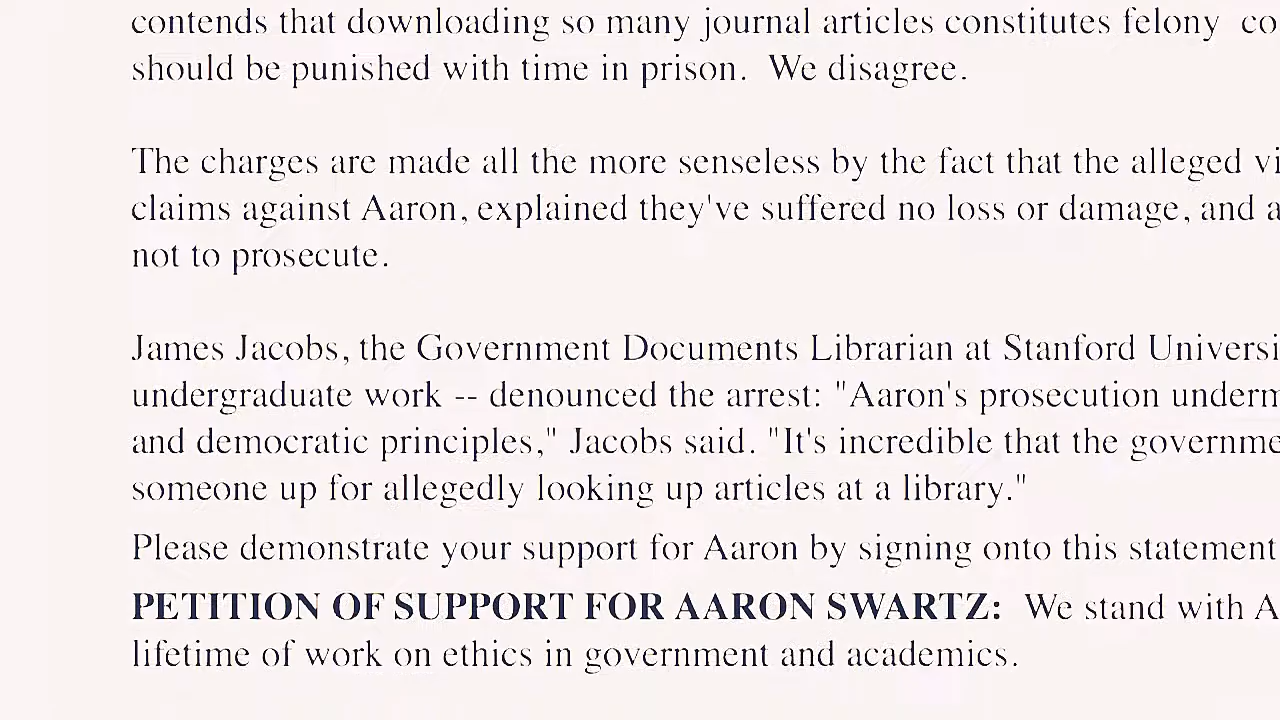 contends that downloading so many journal articles constitutes felony co
should be punished with time in prison. We disagree.
The charges are made all the more senseless by the fact that the alleged vi
claims against Aaron, explained they've suffered no loss or damage, and a
not to prosecute.
James Jacobs, the Government Documents Librarian at Stanford Universi
undergraduate work -- denounced the arrest: "Aaron's prosecution underm
and democratic principles," Jacobs said. "It's incredible that the governme
someone up for allegedly looking up articles at a library."
Please demonstrate your support for Aaron by signing onto this statement
PETITION OF SUPPORT FOR AARON SWARTZ: We stand with A
lifetime of work on ethics in government and academics.